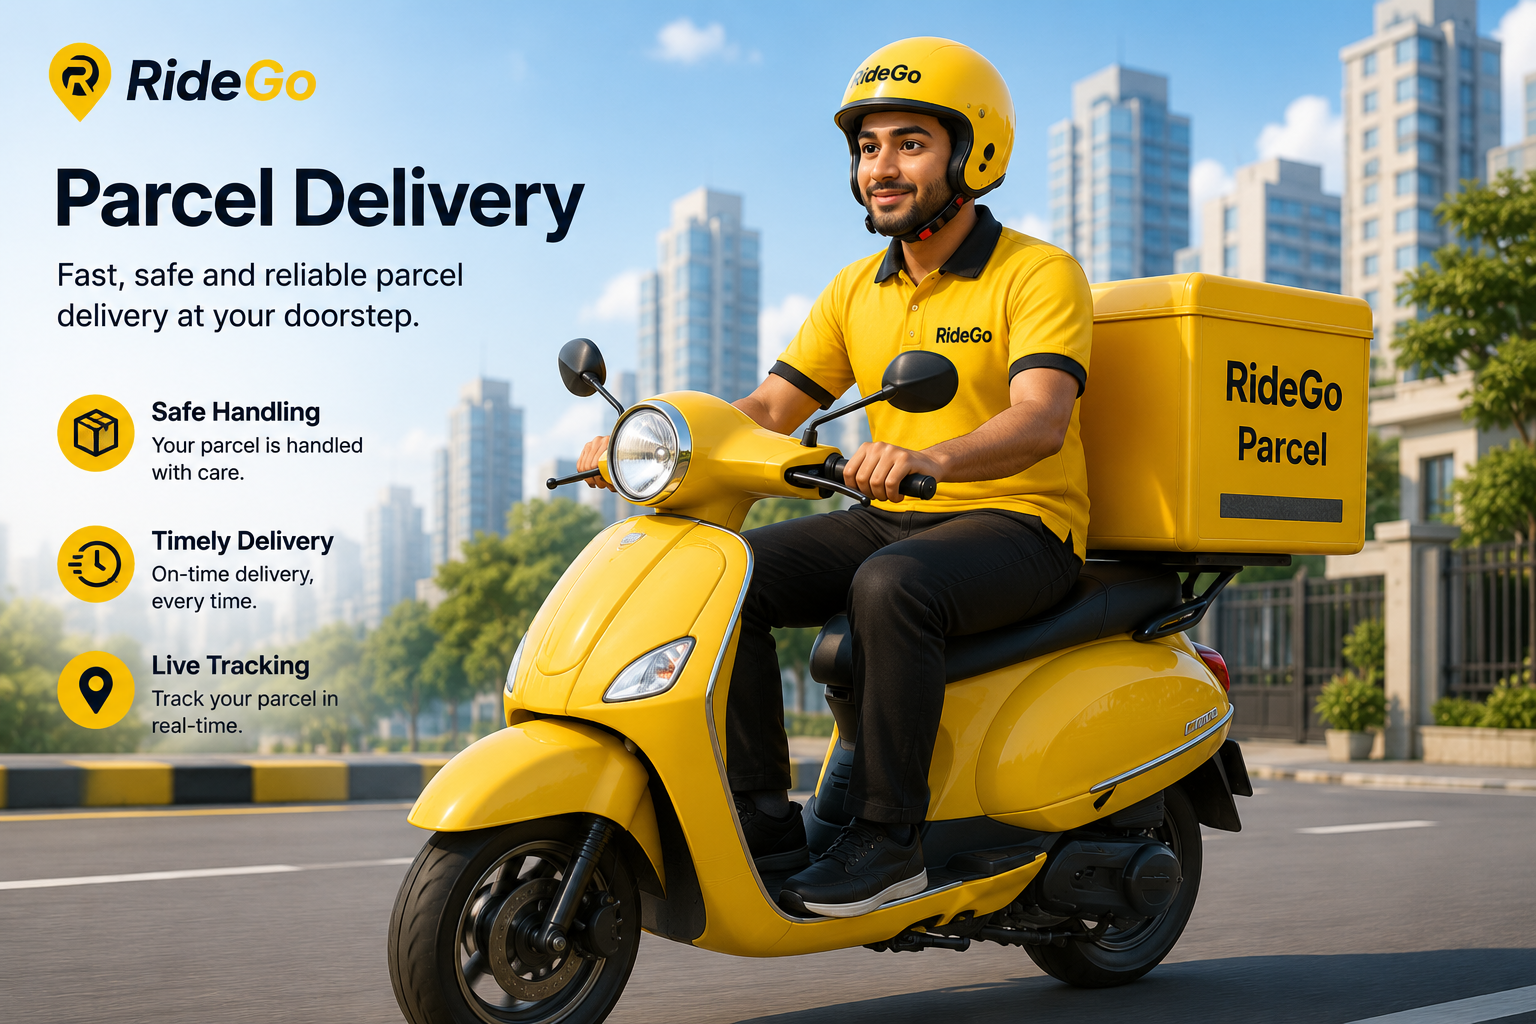 RideGo
Parcel Delivery
Fast, safe and reliable parcel
delivery at your doorstep.
Safe Handling
Your parcel is handled
with care.
Timely Delivery
On-time delivery,
every time.
Live Tracking
Track your parcel in
real-time.
RideGo
RideGo
RideGo
Parcel